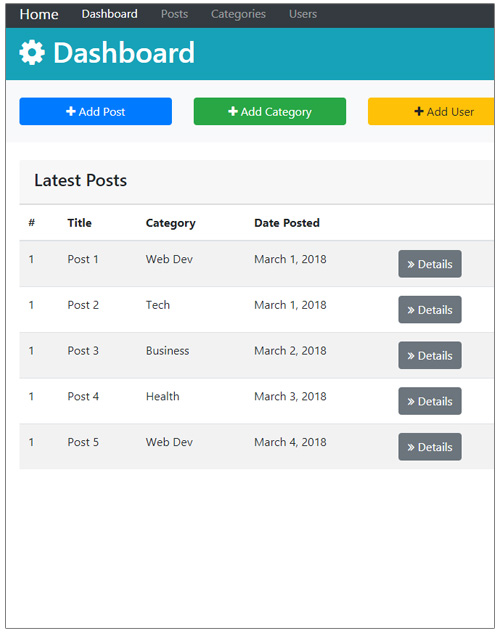 Home Dashboard Posts Categories Users
Dashboard
Add Post Add Category Add User
Latest Posts
# Title Category Date Posted
1 Post 1 Web Dev March 1, 2018 » Details
1 Post 2 Tech March 1, 2018 » Details
1 Post 3 Business March 2, 2018 » Details
1 Post 4 Health March 3, 2018 » Details
1 Post 5 Web Dev March 4, 2018 » Details